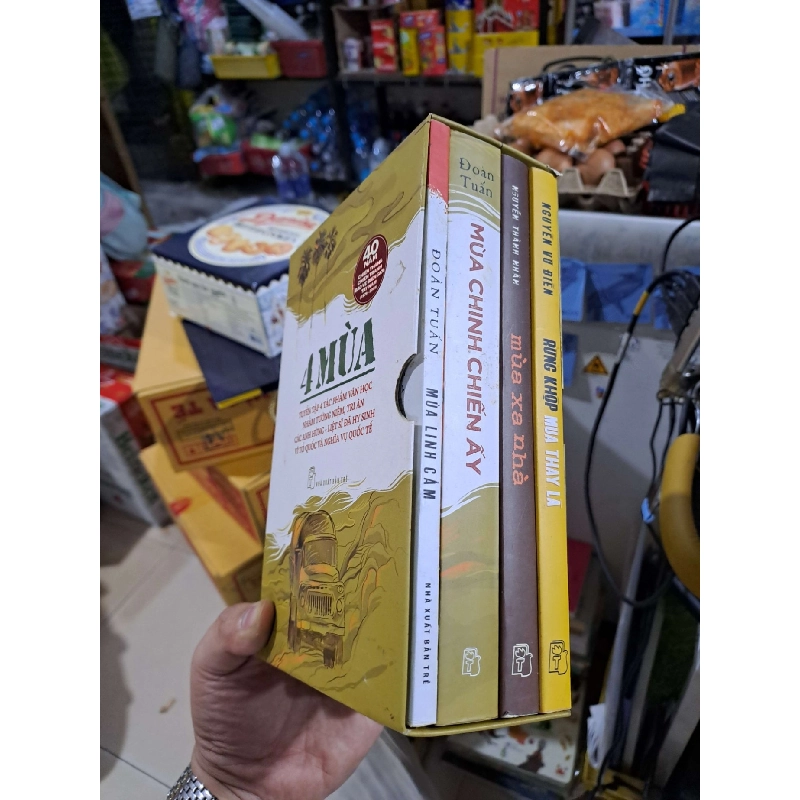 40
NĂM
4 MÙA
TUYỂN TẬP 4 TÁC PHẨM VĂN HỌC
NHẰM TƯỞNG NIỆM, TRI ÂN
CÁC ANH HÙNG - LIỆT SĨ ĐÃ HY SINH
VÌ TỔ QUỐC VÀ NGHĨA VỤ QUỐC TẾ
ĐOÀN TUẤN
MÙA LINH CẢM
NHÀ XUẤT BẢN TRẺ
Đoàn
Tuấn
MÙA CHINH CHIẾN ẤY
NGUYỄN THÀNH NHÂN
mùa xa nhà
NGUYỄN VŨ ĐIỀN
RỪNG KHỘP MÙA THAY LÁ